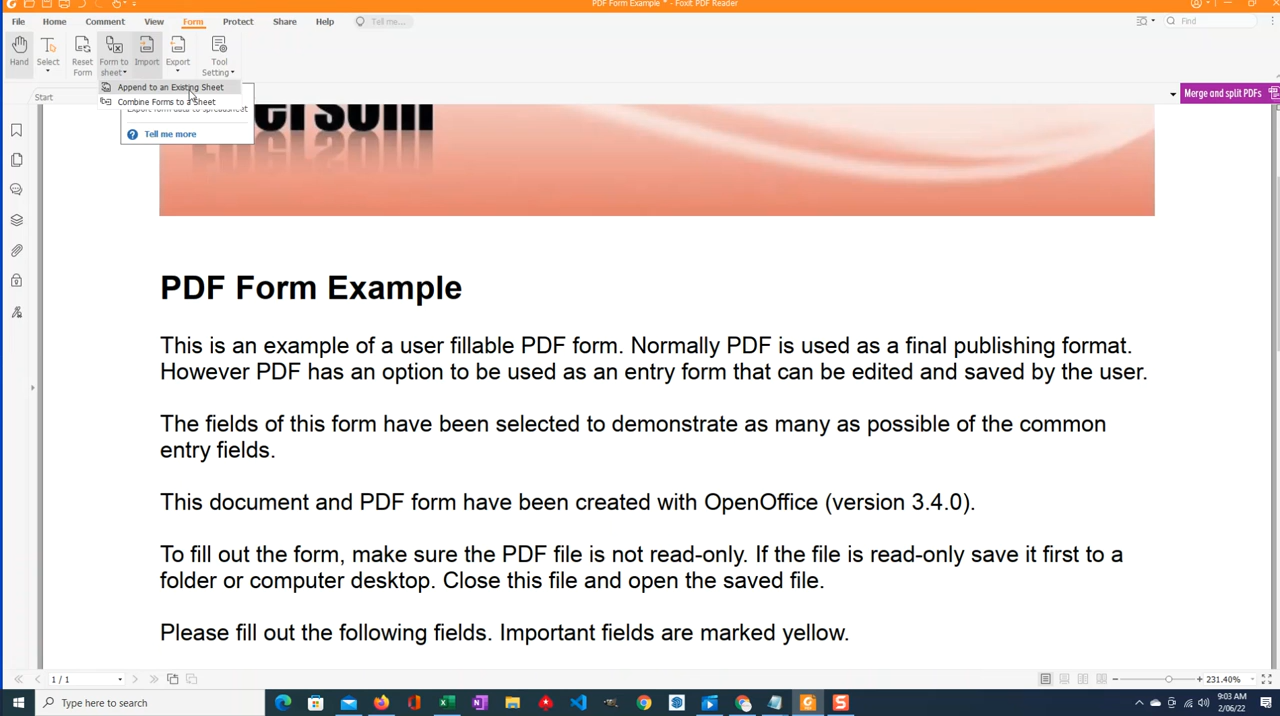 PDF Form Example * - Foxit PDF Reader
File Home Comment View Form Protect Share Help Tell me... Find
Hand Select Reset Form Form to sheet Import Export Tool Setting
Start
Append to an Existing Sheet
Combine Forms to a Sheet
Export form data to spreadsheet
Tell me more
Merge and split PDFs
PDF Form Example
This is an example of a user fillable PDF form. Normally PDF is used as a final publishing format.
However PDF has an option to be used as an entry form that can be edited and saved by the user.
The fields of this form have been selected to demonstrate as many as possible of the common
entry fields.
This document and PDF form have been created with OpenOffice (version 3.4.0).
To fill out the form, make sure the PDF file is not read-only. If the file is read-only save it first to a
folder or computer desktop. Close this file and open the saved file.
Please fill out the following fields. Important fields are marked yellow.
1 / 1
231.40%
Type here to search
9:03 AM
2/06/22